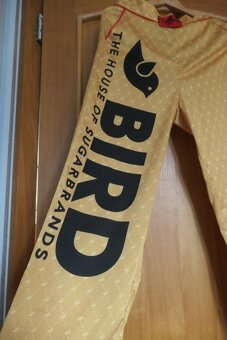 BIRD
THE HOUSE OF SUGARBRANDS